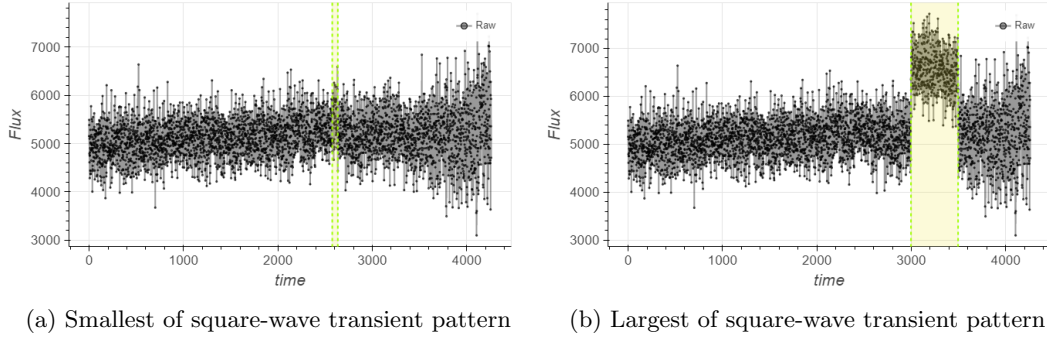 Raw
7000
6000
5000
4000
3000
Flux
0 1000 2000 3000 4000
time
(a) Smallest of square-wave transient pattern
Raw
7000
6000
5000
4000
3000
Flux
0 1000 2000 3000 4000
time
(b) Largest of square-wave transient pattern